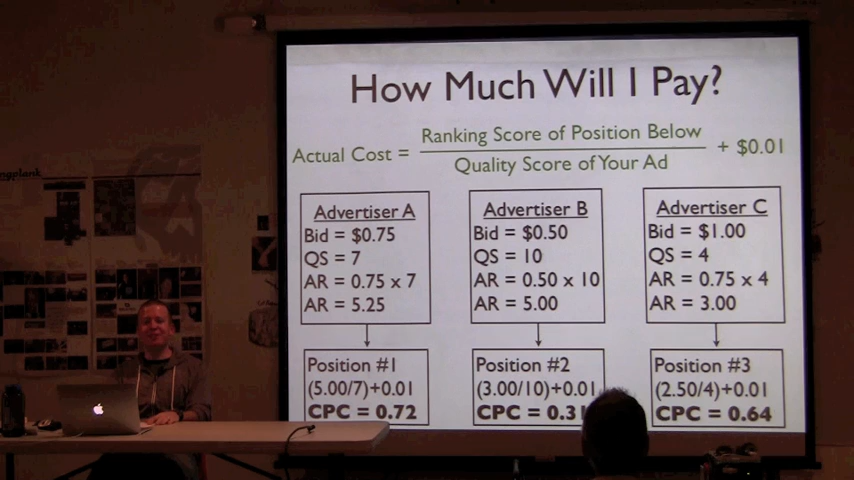 How Much Will I Pay?
Actual Cost = Ranking Score of Position Below / Quality Score of Your Ad + $0.01
Advertiser A
Bid = $0.75
QS = 7
AR = 0.75 x 7
AR = 5.25
Position #1
(5.00/7)+0.01
CPC = 0.72
Advertiser B
Bid = $0.50
QS = 10
AR = 0.50 x 10
AR = 5.00
Position #2
(3.00/10)+0.01
CPC = 0.31
Advertiser C
Bid = $1.00
QS = 4
AR = 0.75 x 4
AR = 3.00
Position #3
(2.50/4)+0.01
CPC = 0.64
ngplank